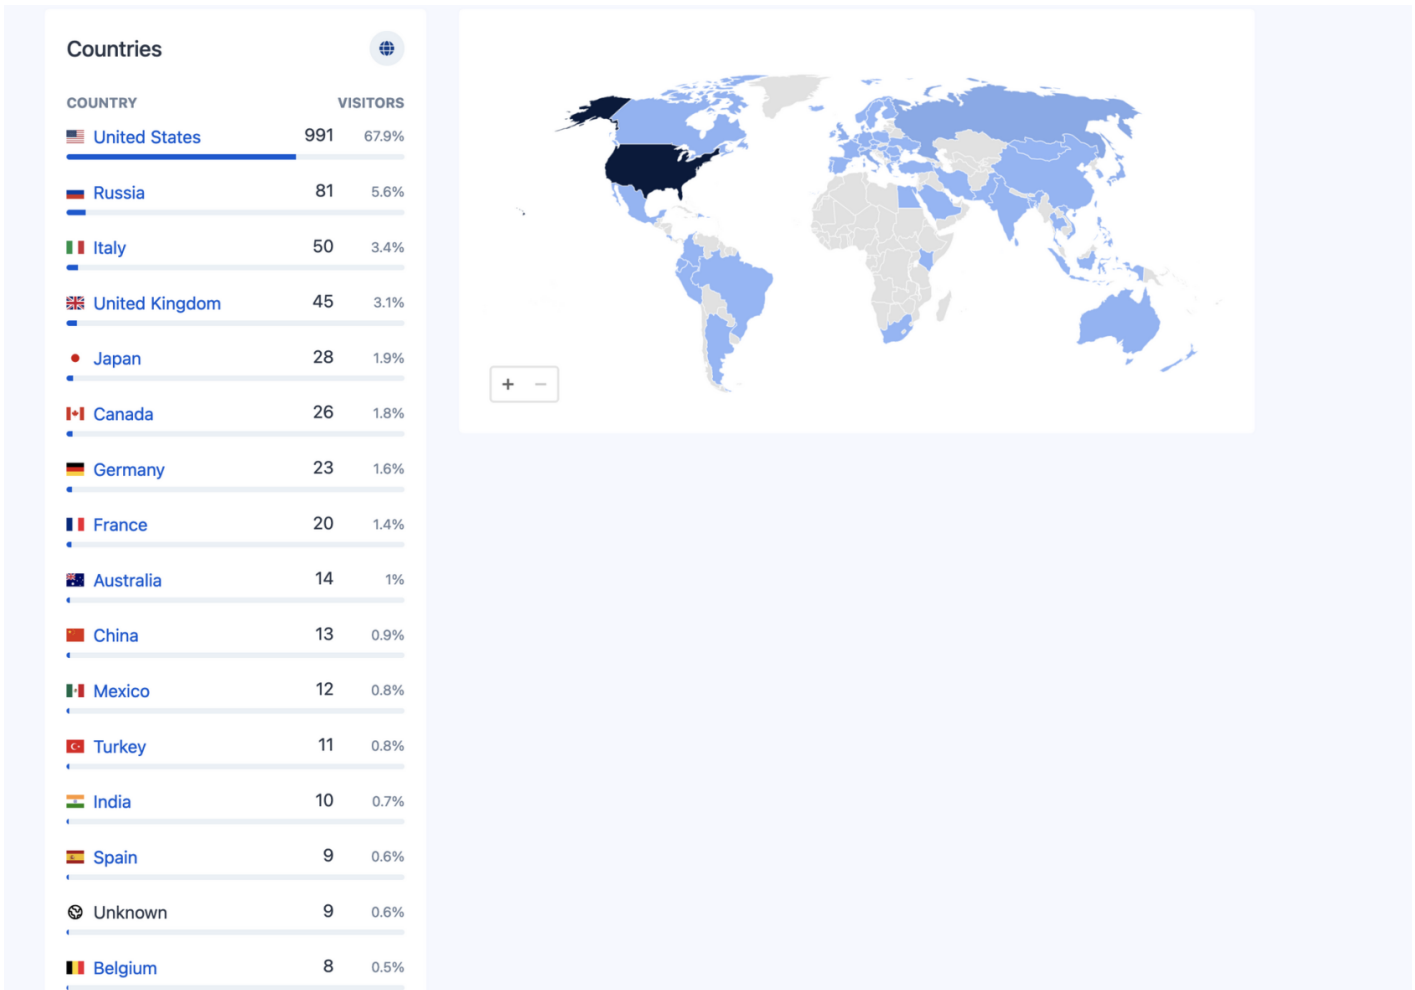 Countries
COUNTRY VISITORS
United States 991 67.9%
Russia 81 5.6%
Italy 50 3.4%
United Kingdom 45 3.1%
Japan 28 1.9%
Canada 26 1.8%
Germany 23 1.6%
France 20 1.4%
Australia 14 1%
China 13 0.9%
Mexico 12 0.8%
Turkey 11 0.8%
India 10 0.7%
Spain 9 0.6%
Unknown 9 0.6%
Belgium 8 0.5%
+ −